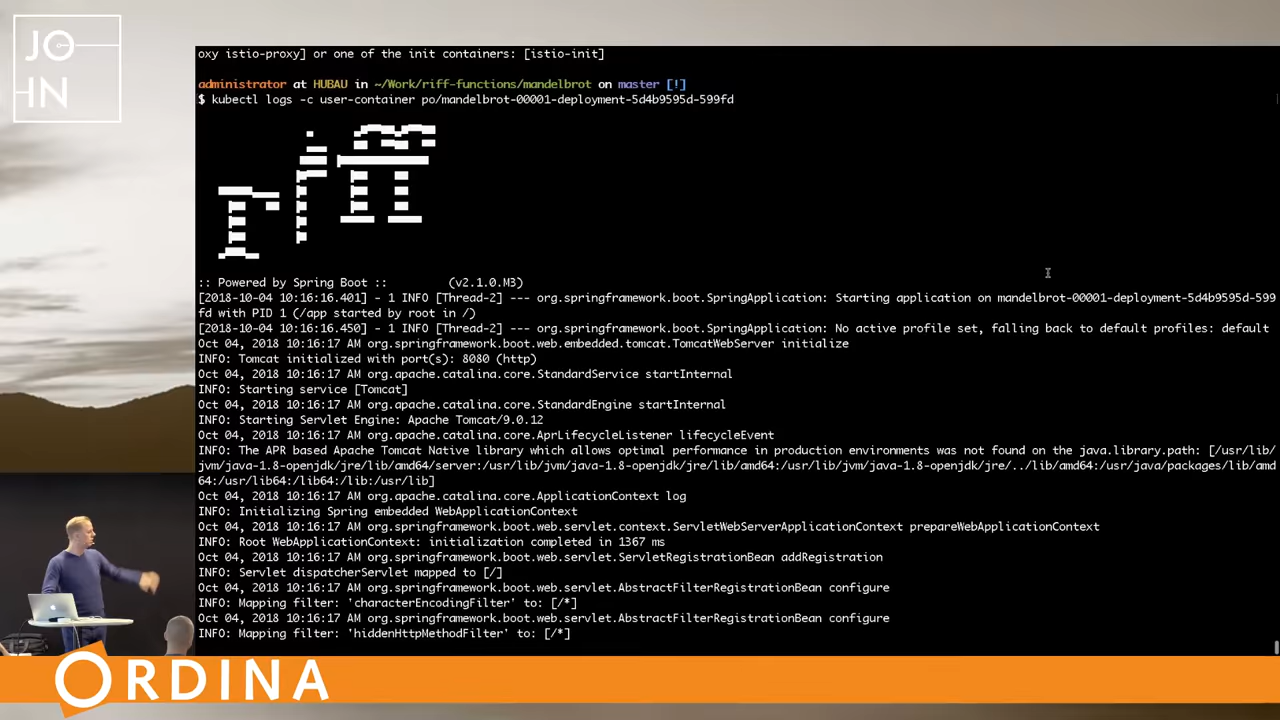 JO
HN
oxy istio-proxy] or one of the init containers: [istio-init]
administrator at HUBAU in ~/Work/riff-functions/mandelbrot on master [!]
$ kubectl logs -c user-container po/mandelbrot-00001-deployment-5d4b9595d-599fd
riff
:: Powered by Spring Boot :: (v2.1.0.M3)
[2018-10-04 10:16:16.401] - 1 INFO [Thread-2] --- org.springframework.boot.SpringApplication: Starting application on mandelbrot-00001-deployment-5d4b9595d-599
fd with PID 1 (/app started by root in /)
[2018-10-04 10:16:16.450] - 1 INFO [Thread-2] --- org.springframework.boot.SpringApplication: No active profile set, falling back to default profiles: default
Oct 04, 2018 10:16:17 AM org.springframework.boot.web.embedded.tomcat.TomcatWebServer initialize
INFO: Tomcat initialized with port(s): 8080 (http)
Oct 04, 2018 10:16:17 AM org.apache.catalina.core.StandardService startInternal
INFO: Starting service [Tomcat]
Oct 04, 2018 10:16:17 AM org.apache.catalina.core.StandardEngine startInternal
INFO: Starting Servlet Engine: Apache Tomcat/9.0.12
Oct 04, 2018 10:16:17 AM org.apache.catalina.core.AprLifecycleListener lifecycleEvent
INFO: The APR based Apache Tomcat Native library which allows optimal performance in production environments was not found on the java.library.path: [/usr/lib/
jvm/java-1.8-openjdk/jre/lib/amd64/server:/usr/lib/jvm/java-1.8-openjdk/jre/lib/amd64:/usr/lib/jvm/java-1.8-openjdk/jre/../lib/amd64:/usr/java/packages/lib/amd
64:/usr/lib64:/lib64:/lib:/usr/lib]
Oct 04, 2018 10:16:17 AM org.apache.catalina.core.ApplicationContext log
INFO: Initializing Spring embedded WebApplicationContext
Oct 04, 2018 10:16:17 AM org.springframework.boot.web.servlet.context.ServletWebServerApplicationContext prepareWebApplicationContext
INFO: Root WebApplicationContext: initialization completed in 1367 ms
Oct 04, 2018 10:16:17 AM org.springframework.boot.web.servlet.ServletRegistrationBean addRegistration
INFO: Servlet dispatcherServlet mapped to [/]
Oct 04, 2018 10:16:17 AM org.springframework.boot.web.servlet.AbstractFilterRegistrationBean configure
INFO: Mapping filter: 'characterEncodingFilter' to: [/*]
Oct 04, 2018 10:16:17 AM org.springframework.boot.web.servlet.AbstractFilterRegistrationBean configure
INFO: Mapping filter: 'hiddenHttpMethodFilter' to: [/*]
ORDINA